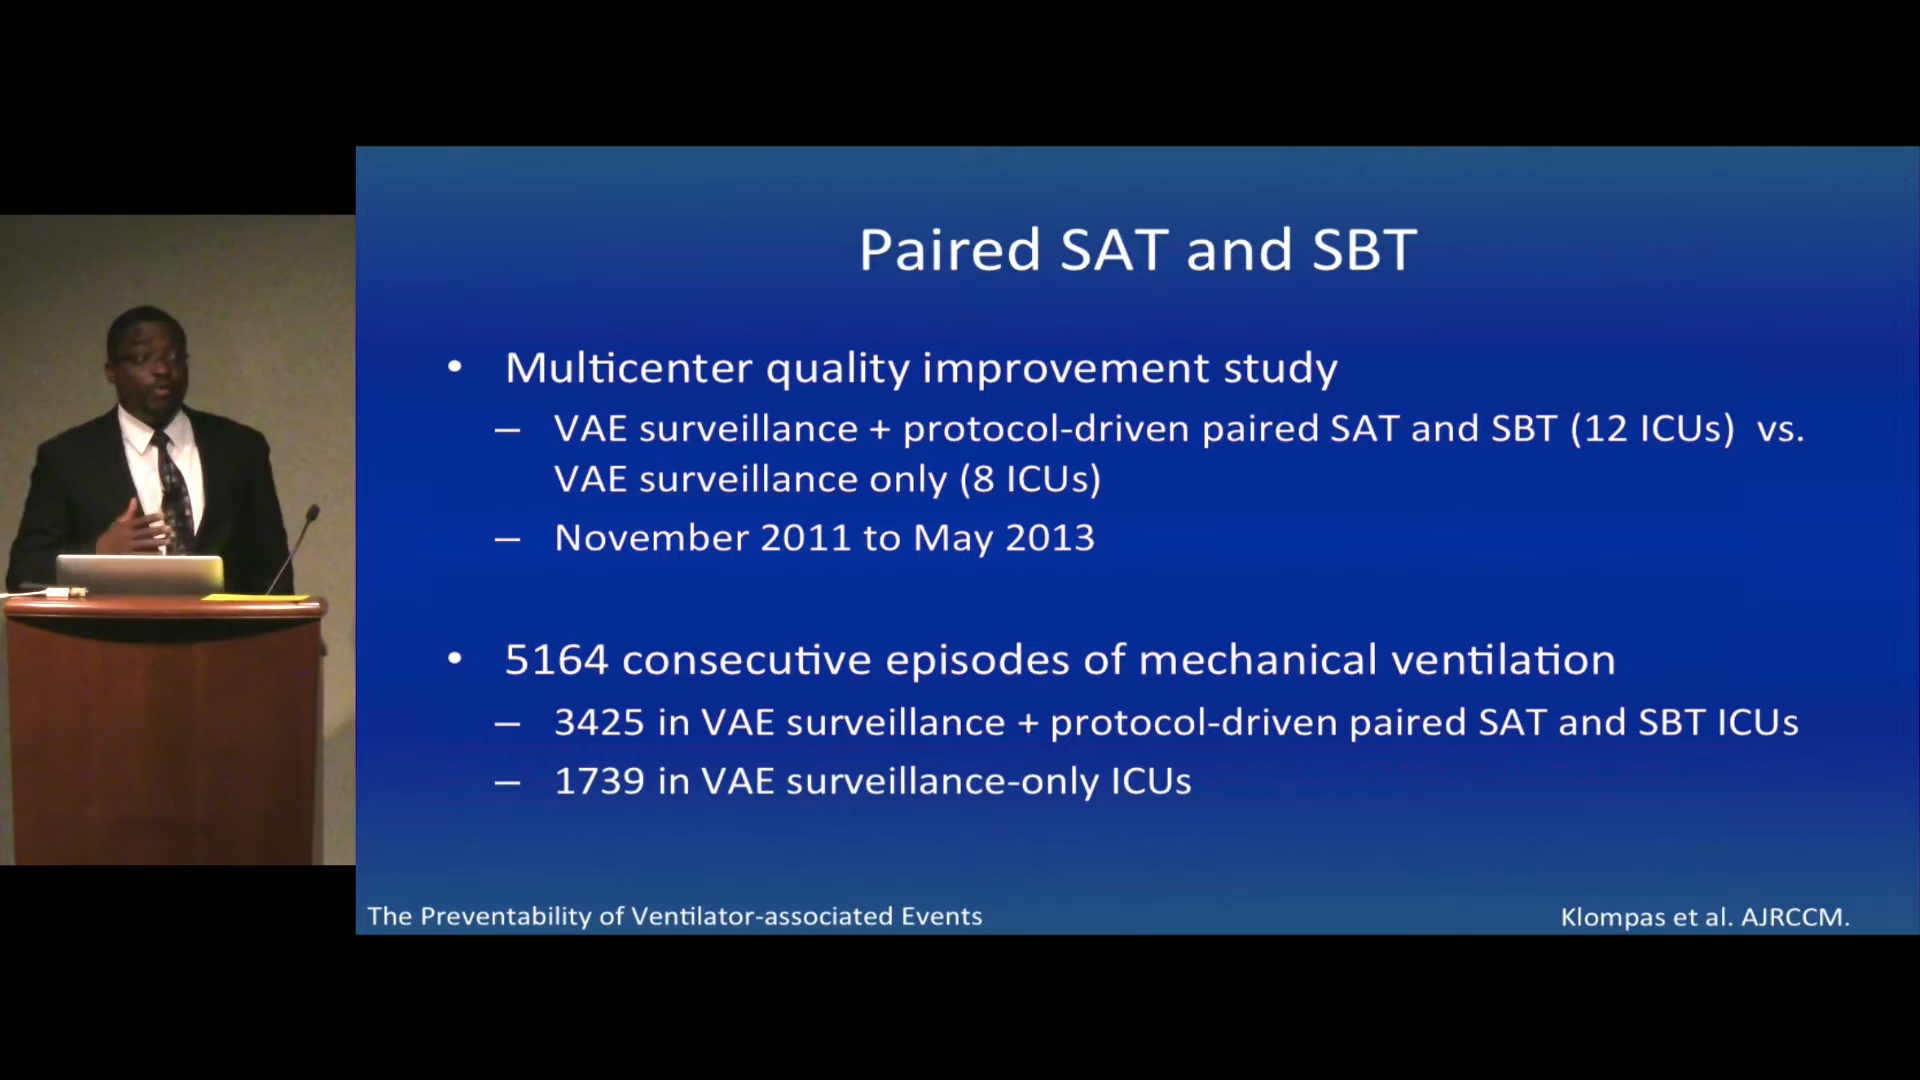 Paired SAT and SBT
• Multicenter quality improvement study
– VAE surveillance + protocol-driven paired SAT and SBT (12 ICUs) vs.
VAE surveillance only (8 ICUs)
– November 2011 to May 2013
• 5164 consecutive episodes of mechanical ventilation
– 3425 in VAE surveillance + protocol-driven paired SAT and SBT ICUs
– 1739 in VAE surveillance-only ICUs
The Preventability of Ventilator-associated Events
Klompas et al. AJRCCM.